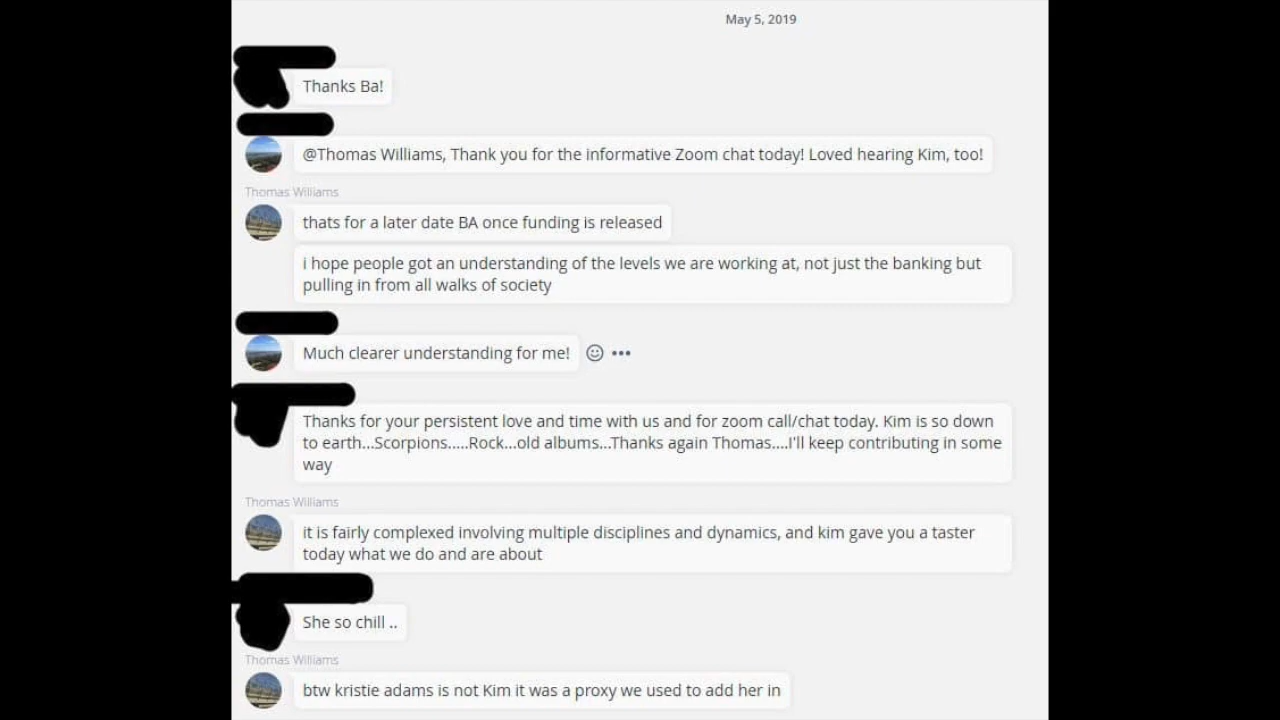 May 5, 2019
Thanks Ba!
@Thomas Williams, Thank you for the informative Zoom chat today! Loved hearing Kim, too!
Thomas Williams
thats for a later date BA once funding is released
i hope people got an understanding of the levels we are working at, not just the banking but
pulling in from all walks of society
Much clearer understanding for me!
Thanks for your persistent love and time with us and for zoom call/chat today. Kim is so down
to earth...Scorpions.....Rock...old albums...Thanks again Thomas....I'll keep contributing in some
way
Thomas Williams
it is fairly complexed involving multiple disciplines and dynamics, and kim gave you a taster
today what we do and are about
She so chill ..
Thomas Williams
btw kristie adams is not Kim it was a proxy we used to add her in